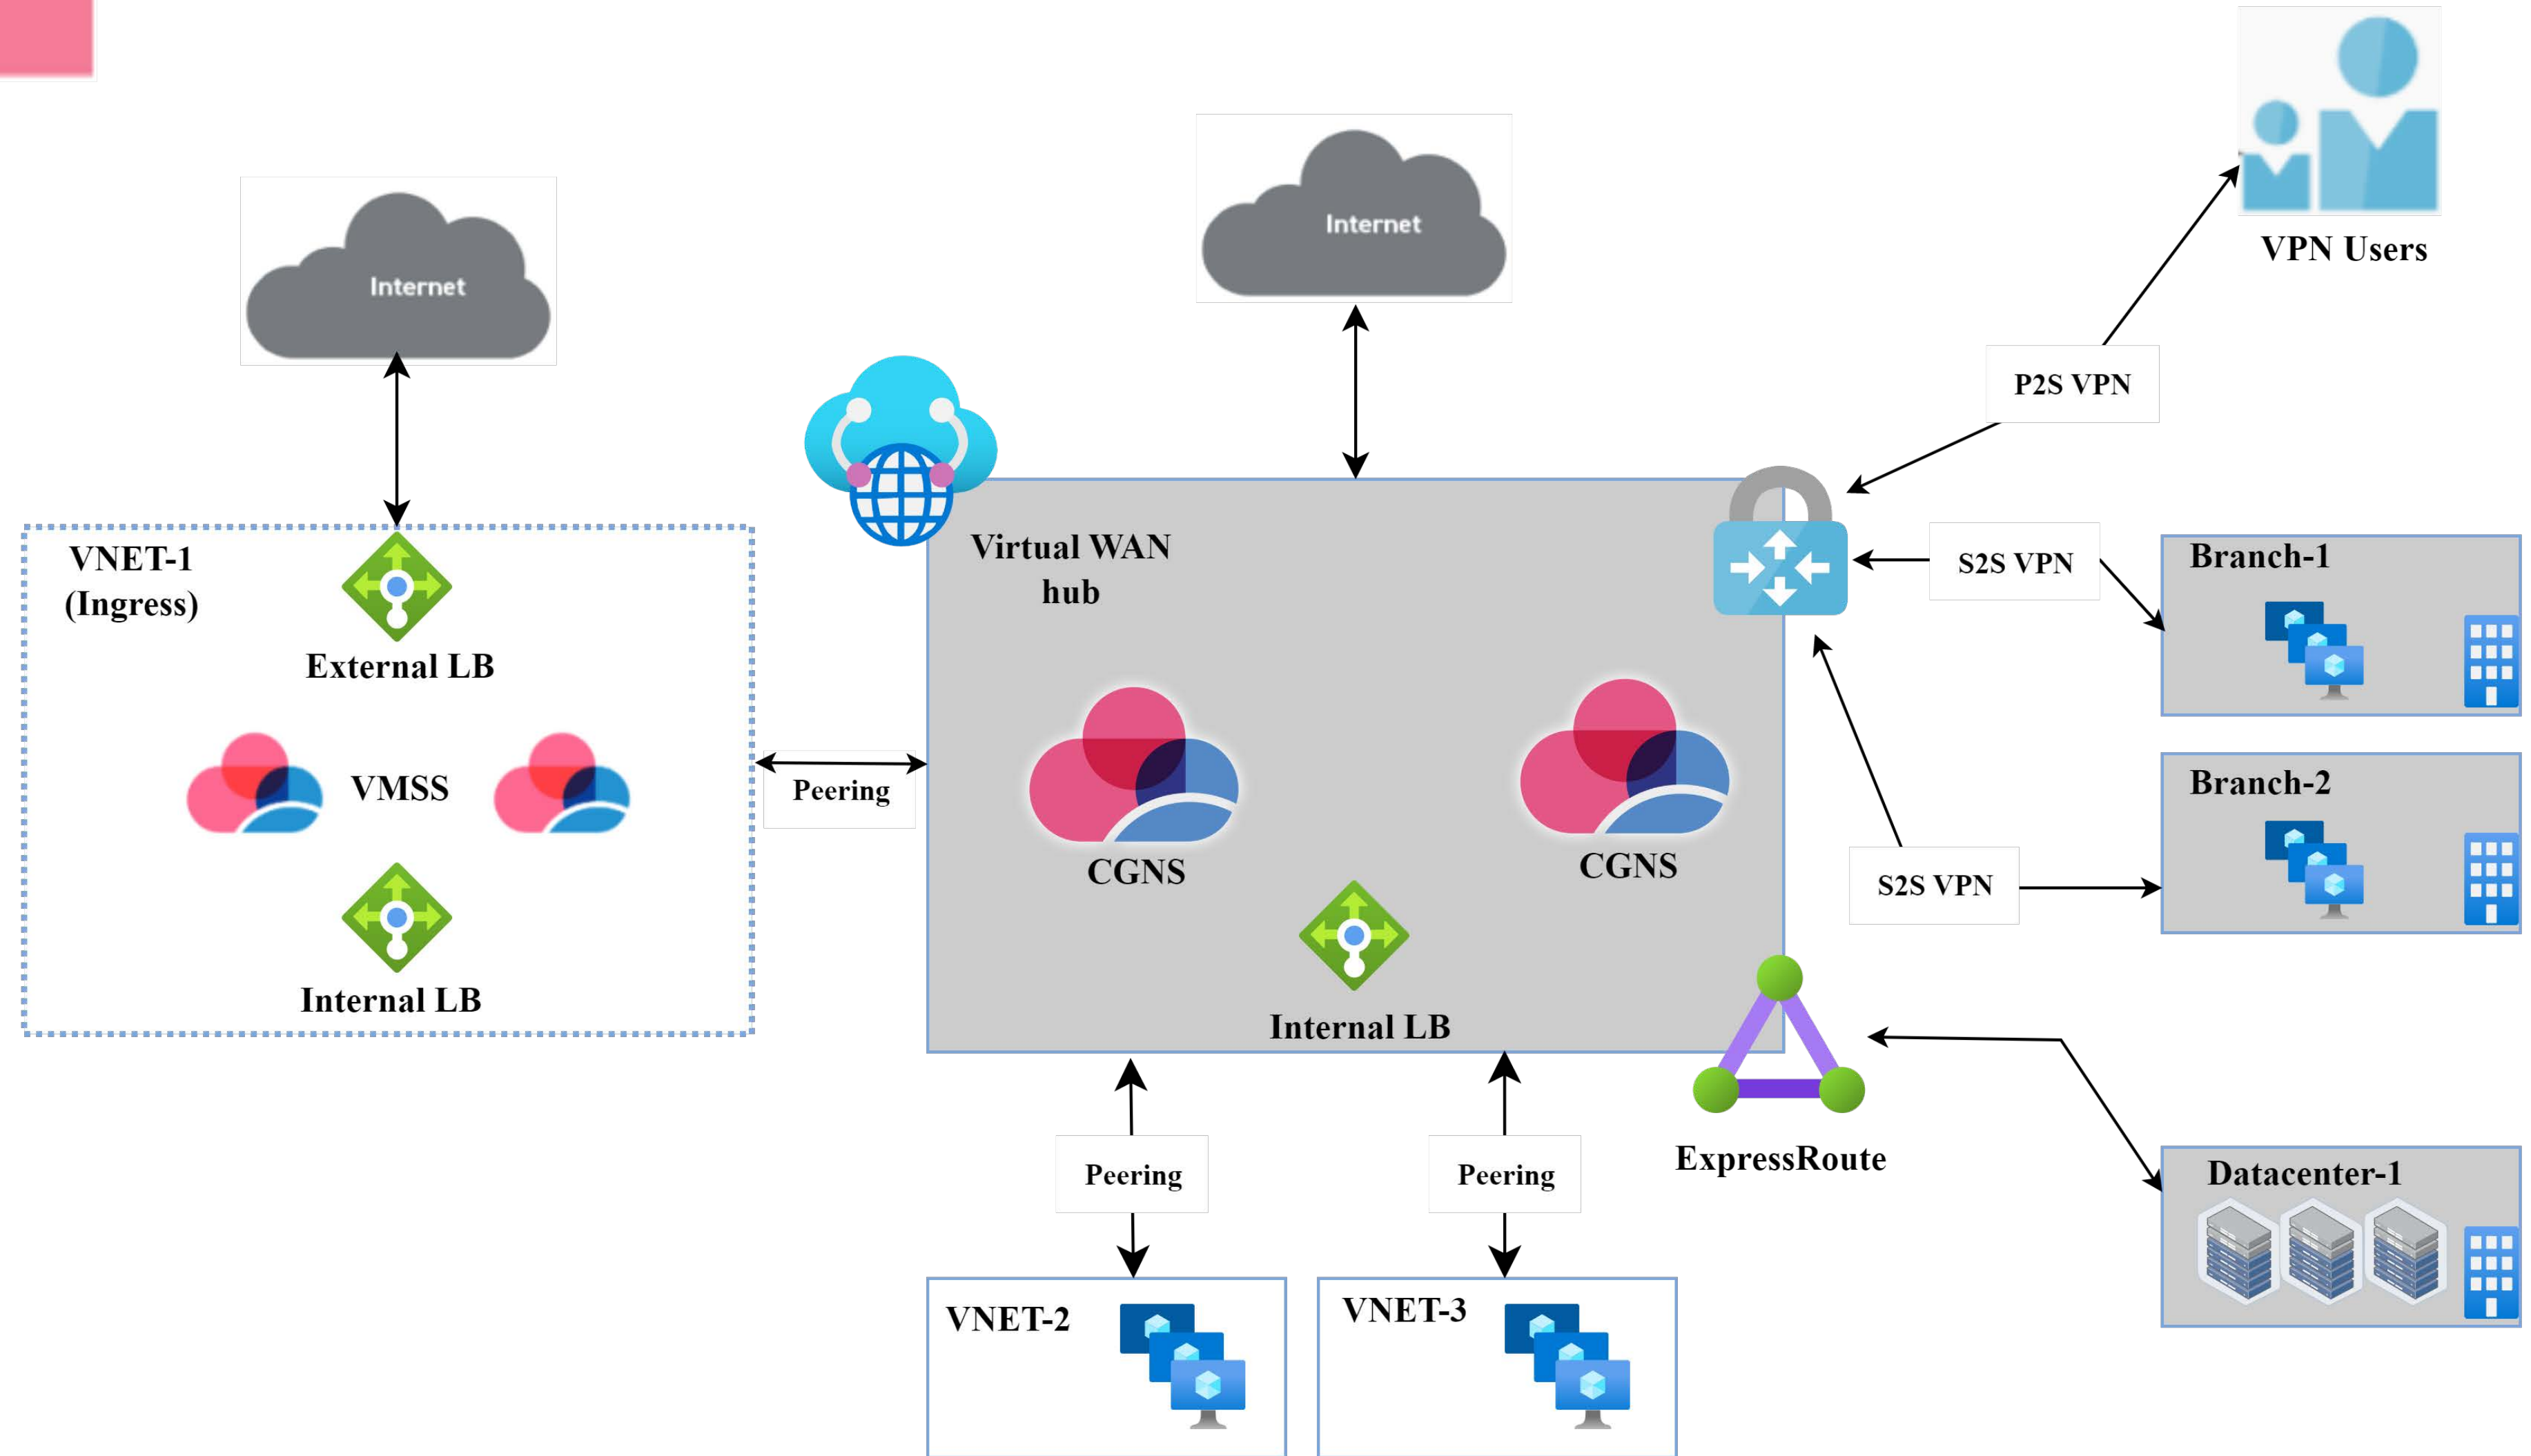 Internet
Internet
VPN Users
P2S VPN
VNET-1
(Ingress)
External LB
VMSS
Internal LB
Peering
Virtual WAN
hub
CGNS
CGNS
Internal LB
S2S VPN
Branch-1
S2S VPN
Branch-2
ExpressRoute
Datacenter-1
Peering
Peering
VNET-2
VNET-3